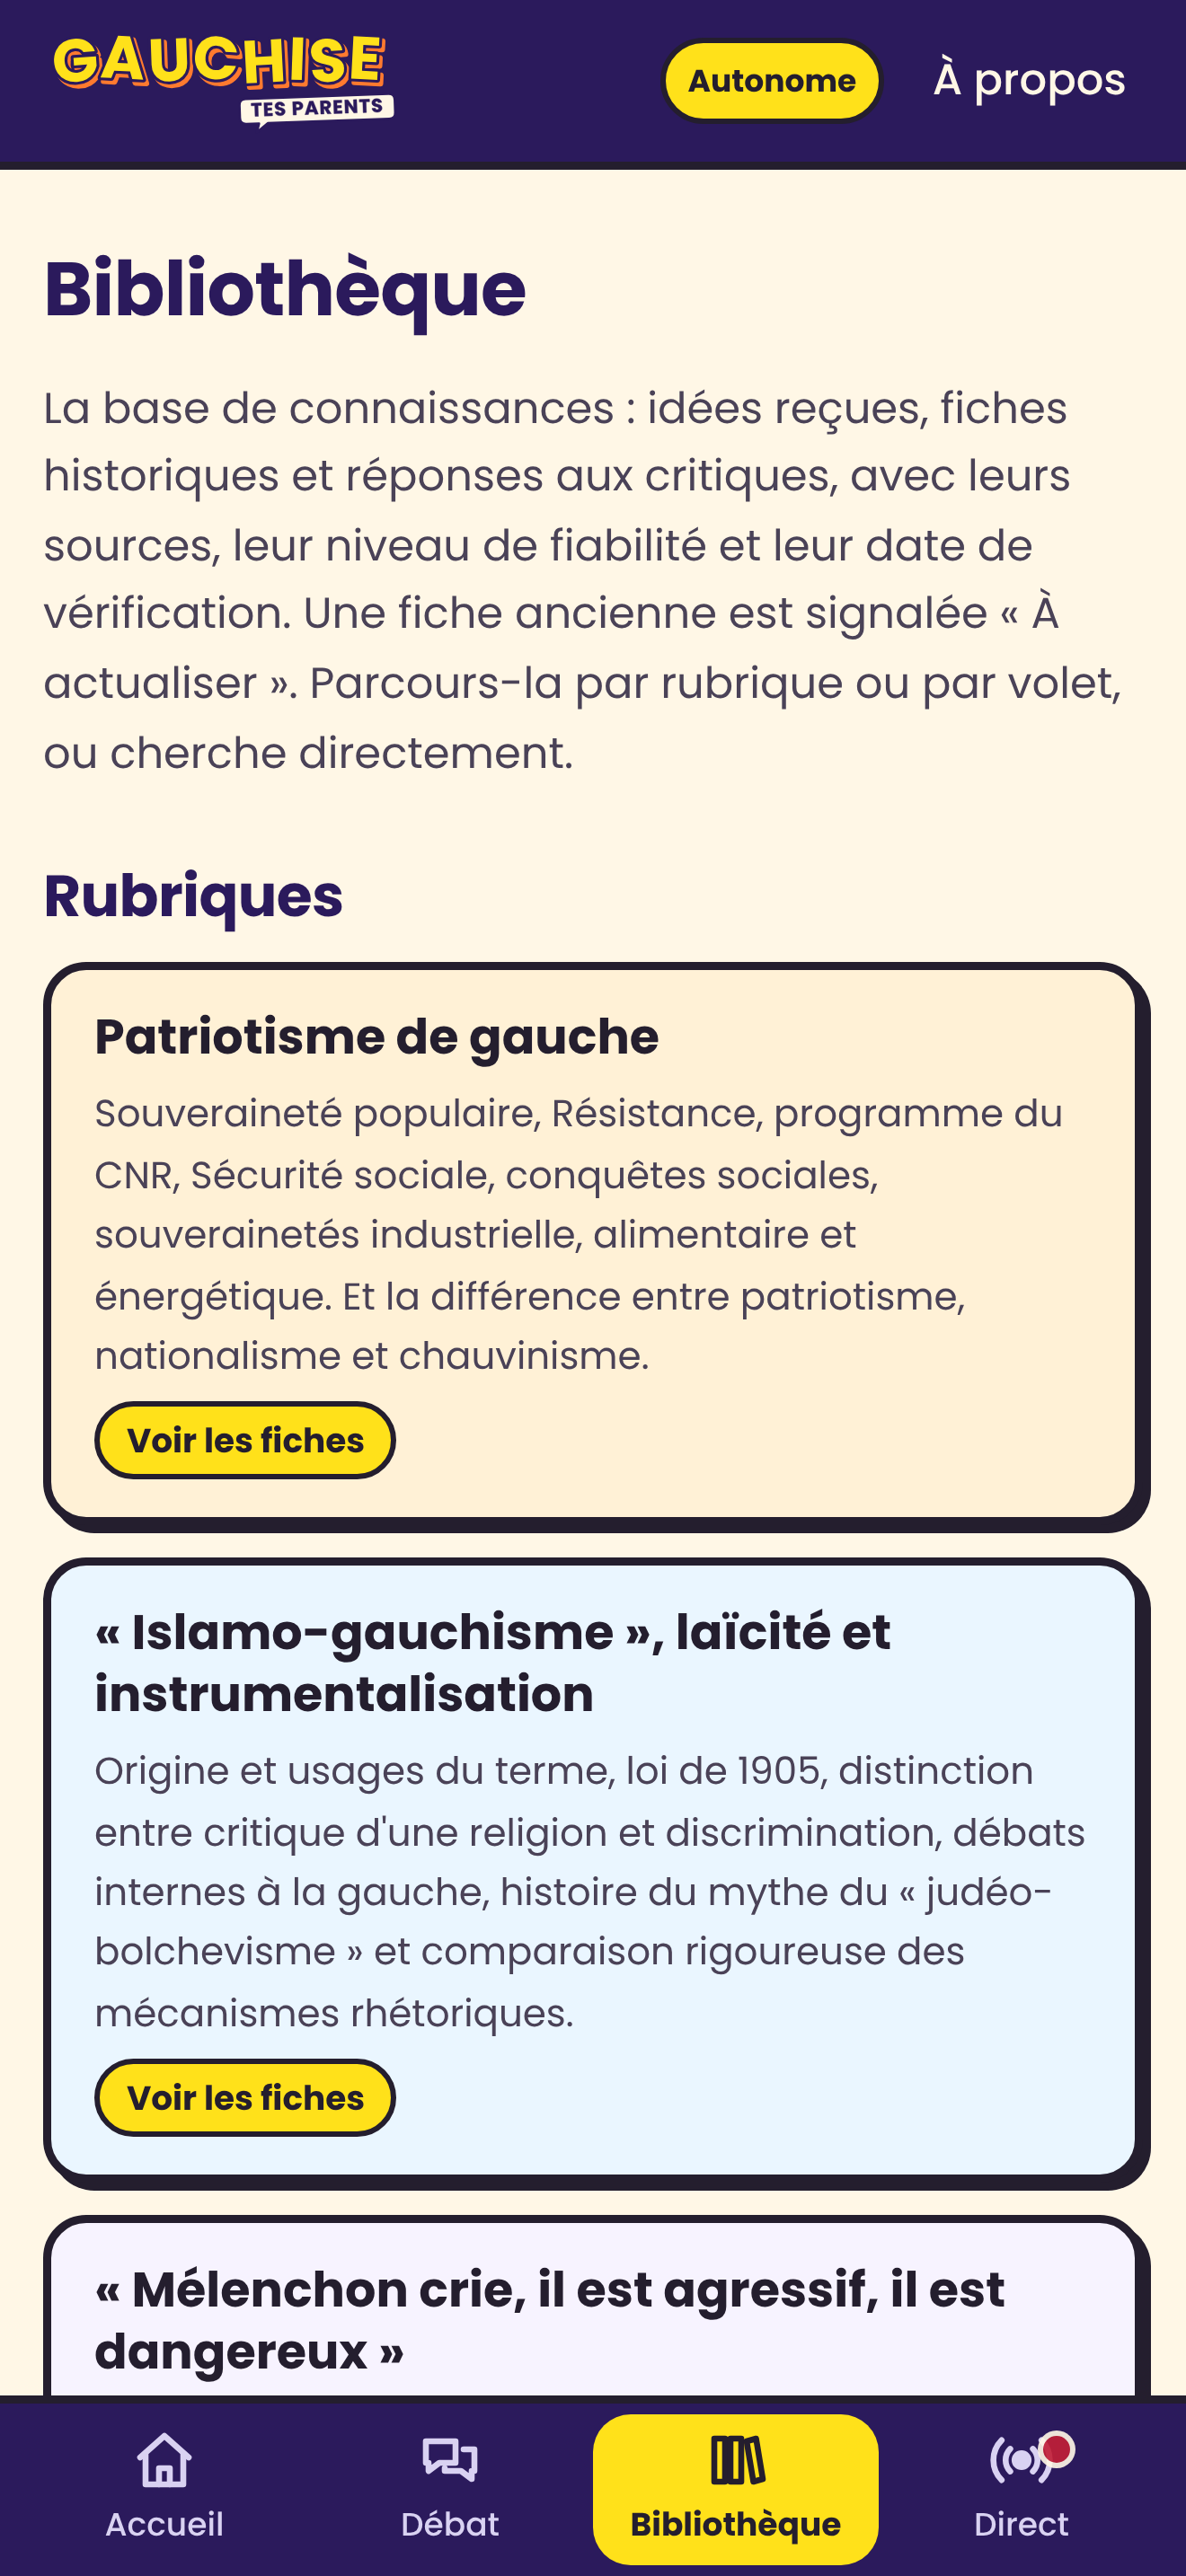 GAUCHISE
TES PARENTS
Autonome
À propos
Bibliothèque
La base de connaissances : idées reçues, fiches
historiques et réponses aux critiques, avec leurs
sources, leur niveau de fiabilité et leur date de
vérification. Une fiche ancienne est signalée « À
actualiser ». Parcours-la par rubrique ou par volet,
ou cherche directement.
Rubriques
Patriotisme de gauche
Souveraineté populaire, Résistance, programme du
CNR, Sécurité sociale, conquêtes sociales,
souverainetés industrielle, alimentaire et
énergétique. Et la différence entre patriotisme,
nationalisme et chauvinisme.
Voir les fiches
« Islamo-gauchisme », laïcité et
instrumentalisation
Origine et usages du terme, loi de 1905, distinction
entre critique d'une religion et discrimination, débats
internes à la gauche, histoire du mythe du « judéo-
bolchevisme » et comparaison rigoureuse des
mécanismes rhétoriques.
Voir les fiches
« Mélenchon crie, il est agressif, il est
dangereux »
Accueil
Débat
Bibliothèque
Direct